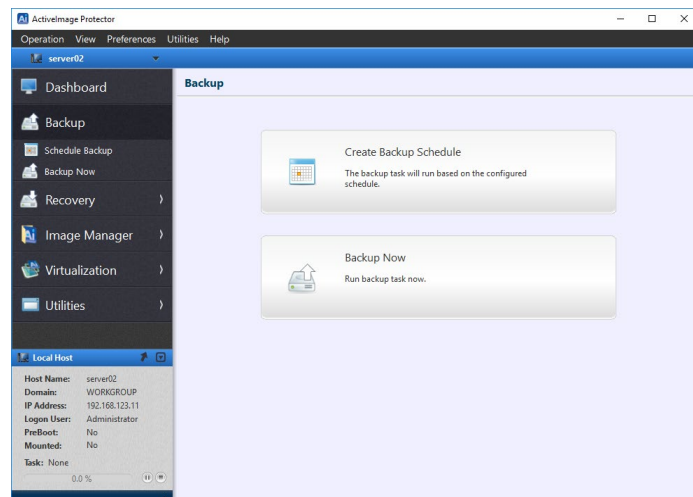 Ai ActiveImage Protector
Operation View Preferences Utilities Help
server02
Dashboard
Backup
Schedule Backup
Backup Now
Recovery
Image Manager
Virtualization
Utilities
Local Host
Host Name: server02
Domain: WORKGROUP
IP Address: 192.168.123.11
Logon User: Administrator
PreBoot: No
Mounted: No
Task: None
0.0 %
Backup
Create Backup Schedule
The backup task will run based on the configured
schedule.
Backup Now
Run backup task now.